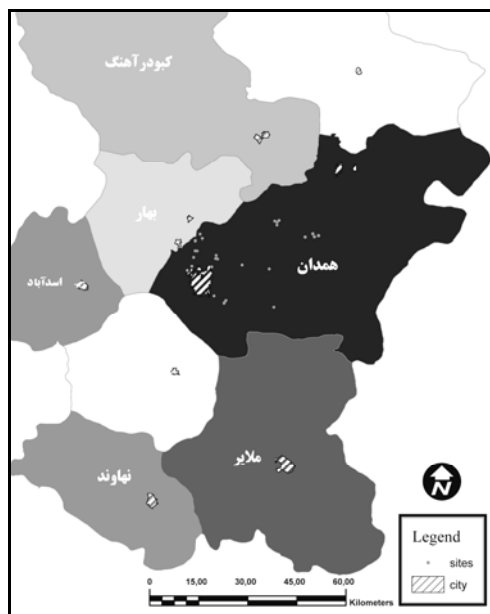 کبودرآهنگ
بهار
همدان
اسدآباد
ملایر
نهاوند
N
Legend
sites
city
0 15,00 30,00 45,00 60,00
Kilometers